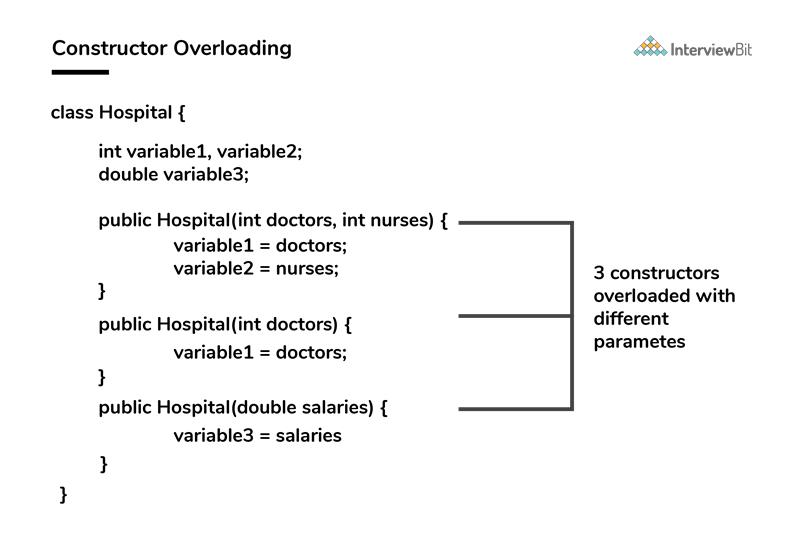 Constructor Overloading
InterviewBit
class Hospital {
int variable1, variable2;
double variable3;
public Hospital(int doctors, int nurses) {
variable1 = doctors;
variable2 = nurses;
}
public Hospital(int doctors) {
variable1 = doctors;
}
public Hospital(double salaries) {
variable3 = salaries
}
}
3 constructors
overloaded with
different
parametes